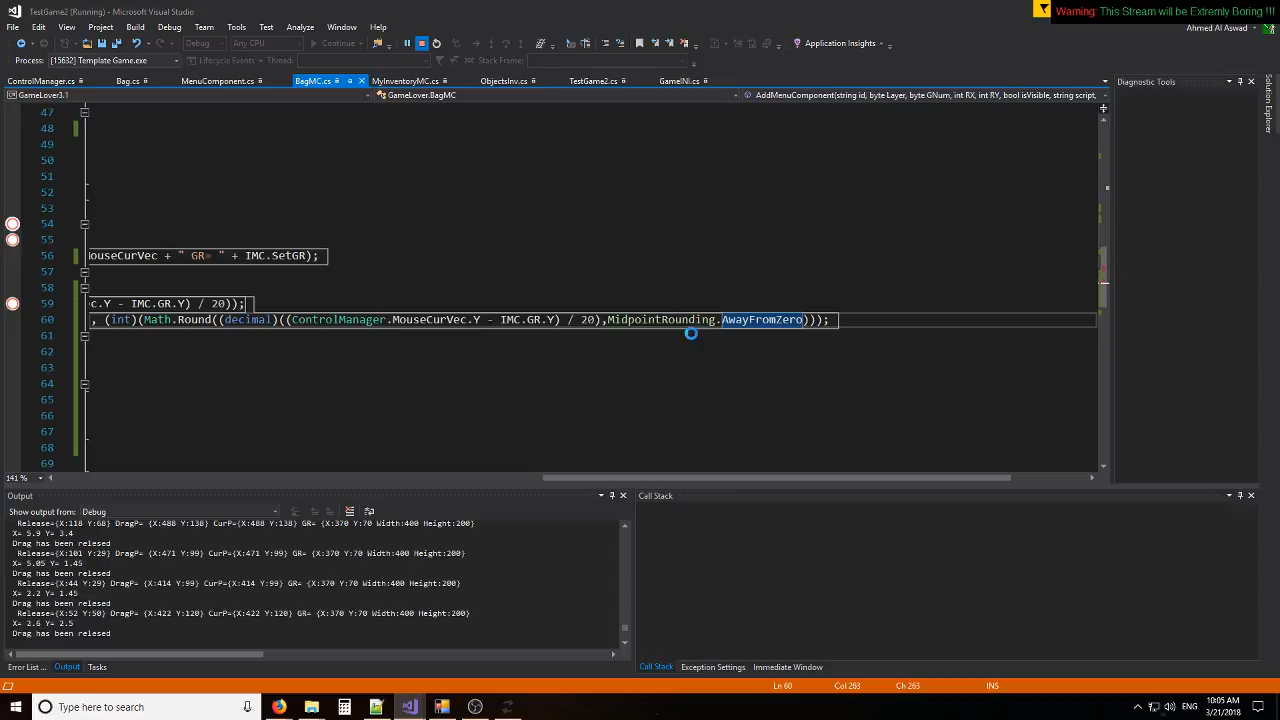 TestGame2 (Running) - Microsoft Visual Studio
Warning: This Stream will be Extremly Boring !!!
File Edit View Project Build Debug Team Tools Test Analyze Window Help
Ahmed Al Aswad
Debug Any CPU Continue Application Insights
Process: [15632] Template Game.exe Lifecycle Events Thread: Stack Frame:
ControlManager.cs Bag.cs MenuComponent.cs BagMC.cs MyInventoryMC.cs ObjectsInv.cs TestGame2.cs GameINI.cs
Diagnostic Tools
Solution Explorer
GameLover3.1 GameLover.BagMC AddMenuComponent(string id, byte Layer, byte GNum, int RX, int RY, bool isVisible, string script,
47
48
49
50
51
52
53
54
55
56 MouseCurVec + " GR= " + IMC.SetGR);
57
58
59 c.Y - IMC.GR.Y) / 20));
60 , (int)(Math.Round((decimal)((ControlManager.MouseCurVec.Y - IMC.GR.Y) / 20),MidpointRounding.AwayFromZero)));
61
62
63
64
66
67
68
69
141 %
Output
Call Stack
Show output from: Debug
Release={X:118 Y:68} DragP= {X:488 Y:138} CurP={X:488 Y:138} GR= {X:370 Y:70 Width:400 Height:200}
X= 5.9 Y= 3.4
Drag has been relesed
Release={X:101 Y:29} DragP= {X:471 Y:99} CurP={X:471 Y:99} GR= {X:370 Y:70 Width:400 Height:200}
X= 5.05 Y= 1.45
Drag has been relesed
Release={X:44 Y:29} DragP= {X:414 Y:99} CurP={X:414 Y:99} GR= {X:370 Y:70 Width:400 Height:200}
X= 2.2 Y= 1.45
Drag has been relesed
Release={X:52 Y:50} DragP= {X:422 Y:120} CurP={X:422 Y:120} GR= {X:370 Y:70 Width:400 Height:200}
X= 2.6 Y= 2.5
Drag has been relesed
Error List ... Output Tasks
Call Stack Exception Settings Immediate Window
Ln 60 Col 263 Ch 263 INS
Type here to search
ENG
10:05 AM
3/21/2018